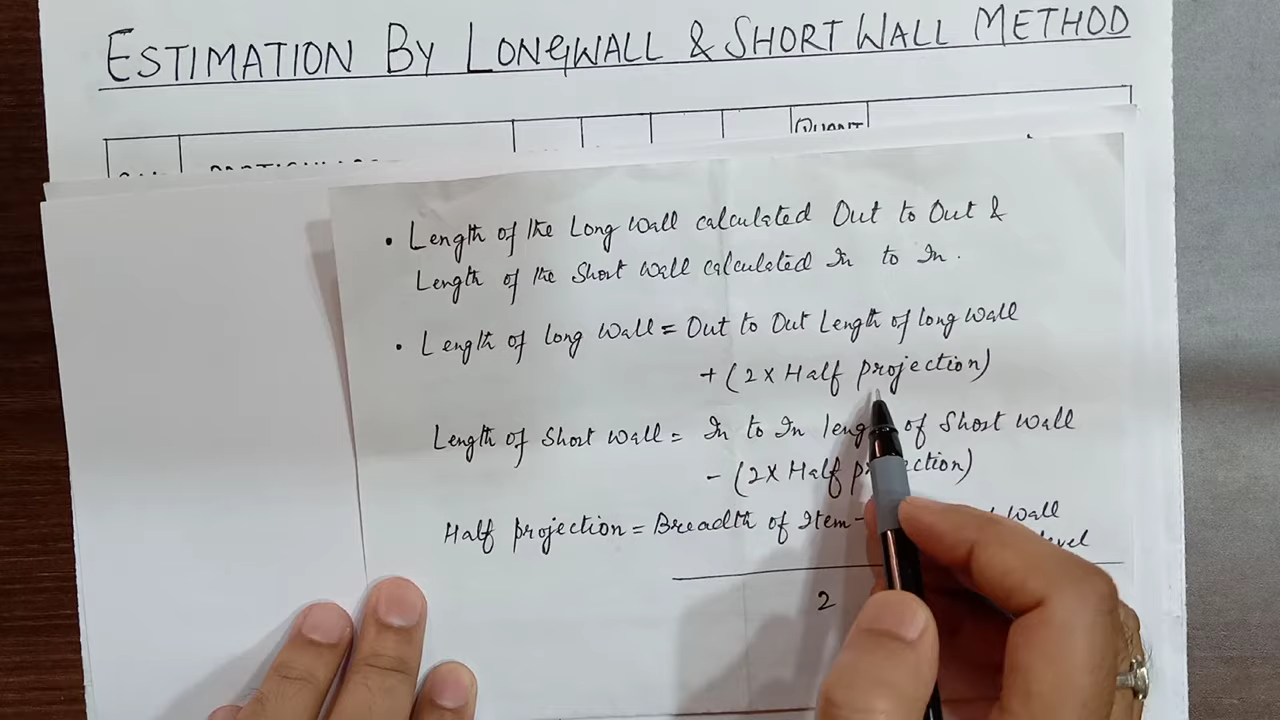 ESTIMATION BY LONGWALL & SHORT WALL METHOD
QUANT
• Length of the Long Wall calculated Out to Out &
Length of the Short Wall calculated In to In.
• Length of long Wall = Out to Out Length of long Wall
+ (2 x Half projection)
Length of Short Wall = In to In of Short Wall
- (2 x Half
Half projection = Breadth of Item - Wall
2